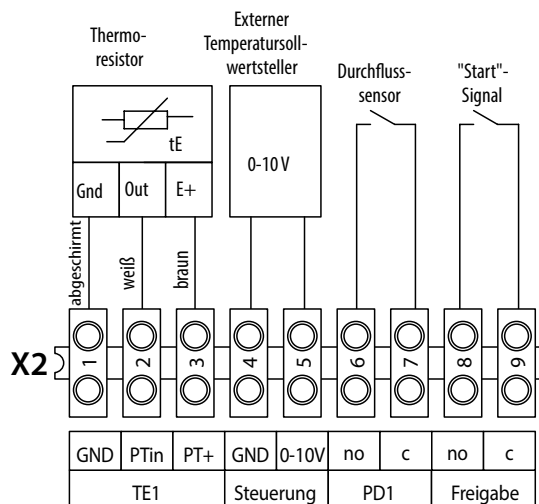 Thermo-
resistor
Externer
Temperatursoll-
wertsteller
Durchfluss-
sensor
"Start"-
Signal
tE
Gnd Out E+
0-10 V
abgeschirmt
weiß
braun
X2 1 2 3 4 5 6 7 8 9
GND PTin PT+ GND 0-10V no c no c
TE1 Steuerung PD1 Freigabe